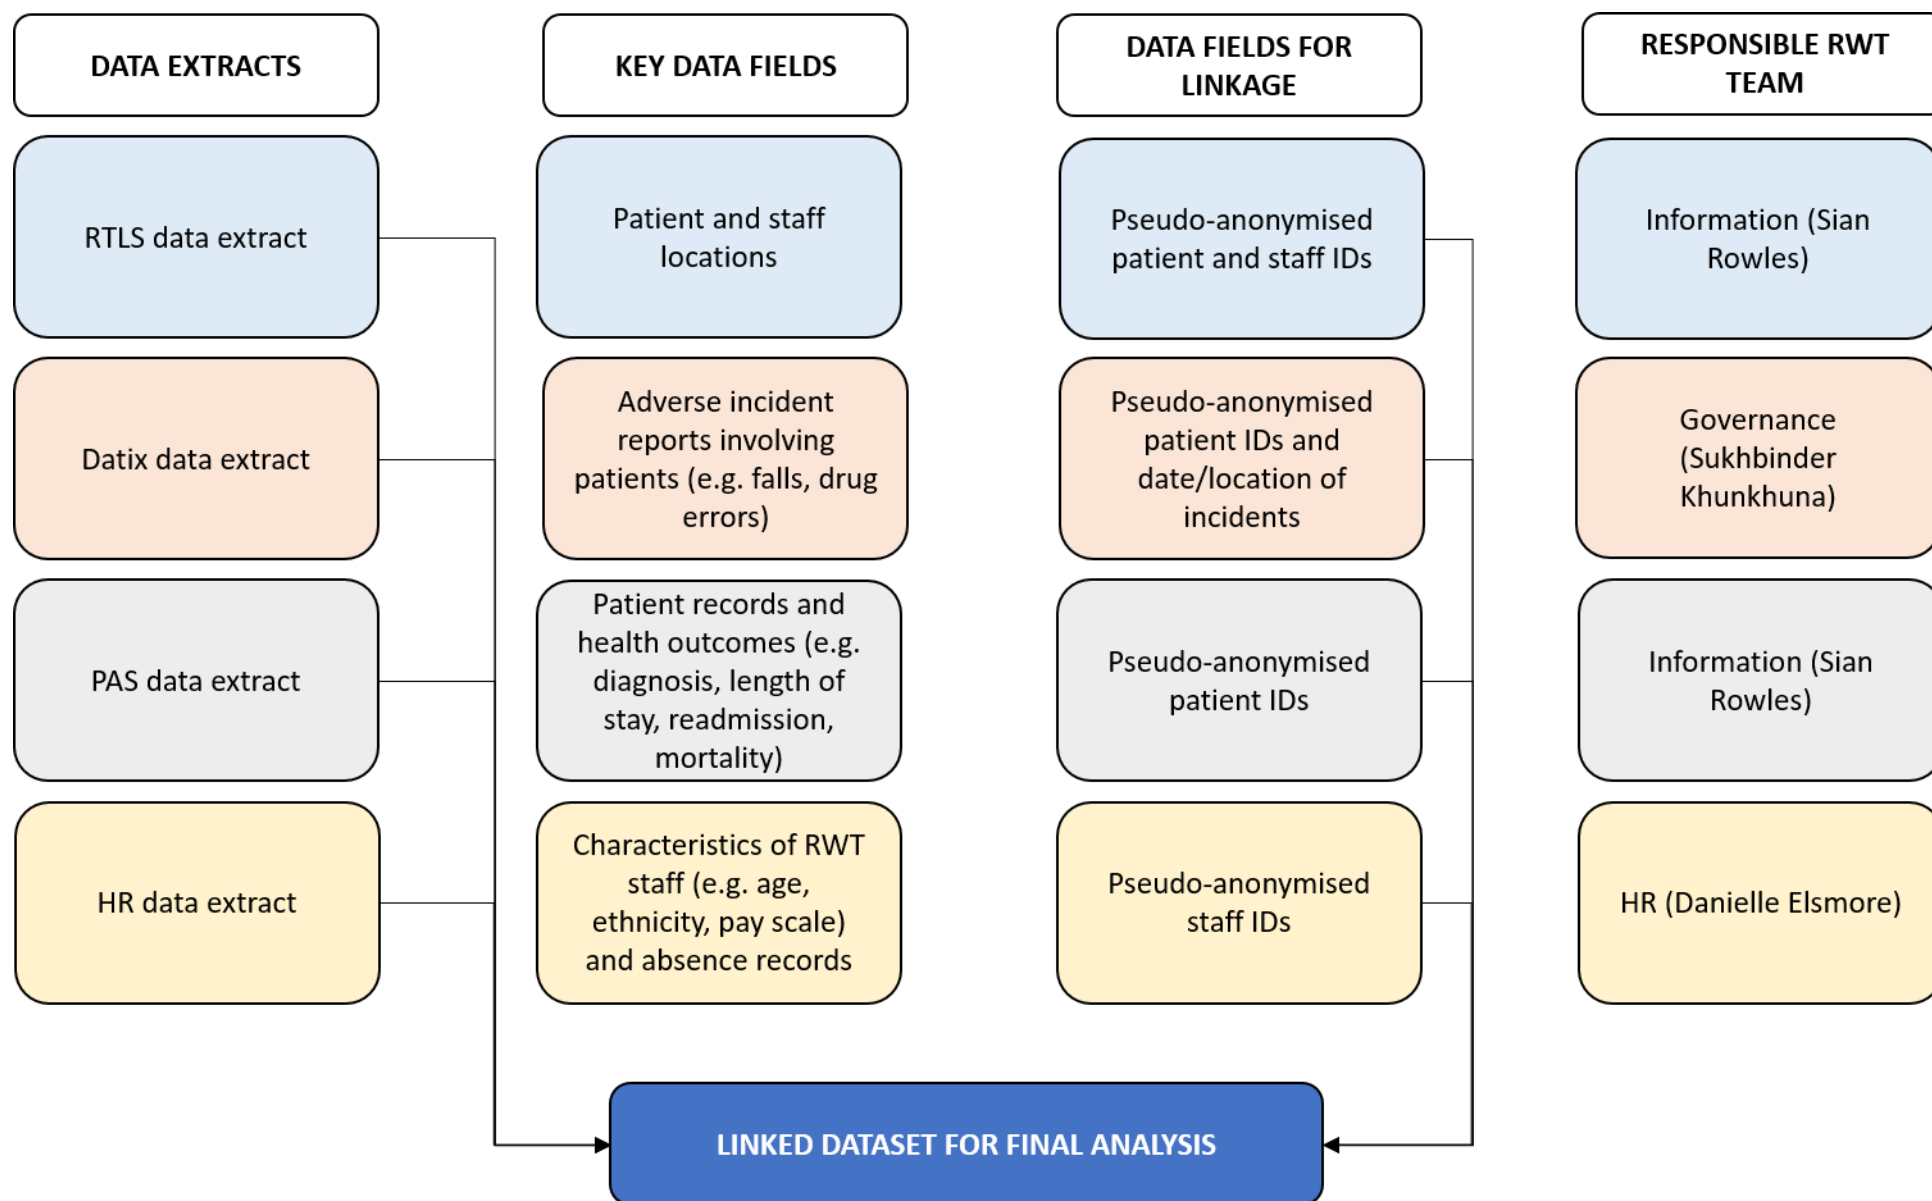 DATA EXTRACTS
KEY DATA FIELDS
DATA FIELDS FOR
LINKAGE
RESPONSIBLE RWT
TEAM
RTLS data extract
Patient and staff
locations
Pseudo-anonymised
patient and staff IDs
Information (Sian
Rowles)
Datix data extract
Adverse incident
reports involving
patients (e.g. falls, drug
errors)
Pseudo-anonymised
patient IDs and
date/location of
incidents
Governance
(Sukhbinder
Khunkhuna)
PAS data extract
Patient records and
health outcomes (e.g.
diagnosis, length of
stay, readmission,
mortality)
Pseudo-anonymised
patient IDs
Information (Sian
Rowles)
HR data extract
Characteristics of RWT
staff (e.g. age,
ethnicity, pay scale)
and absence records
Pseudo-anonymised
staff IDs
HR (Danielle Elsmore)
LINKED DATASET FOR FINAL ANALYSIS